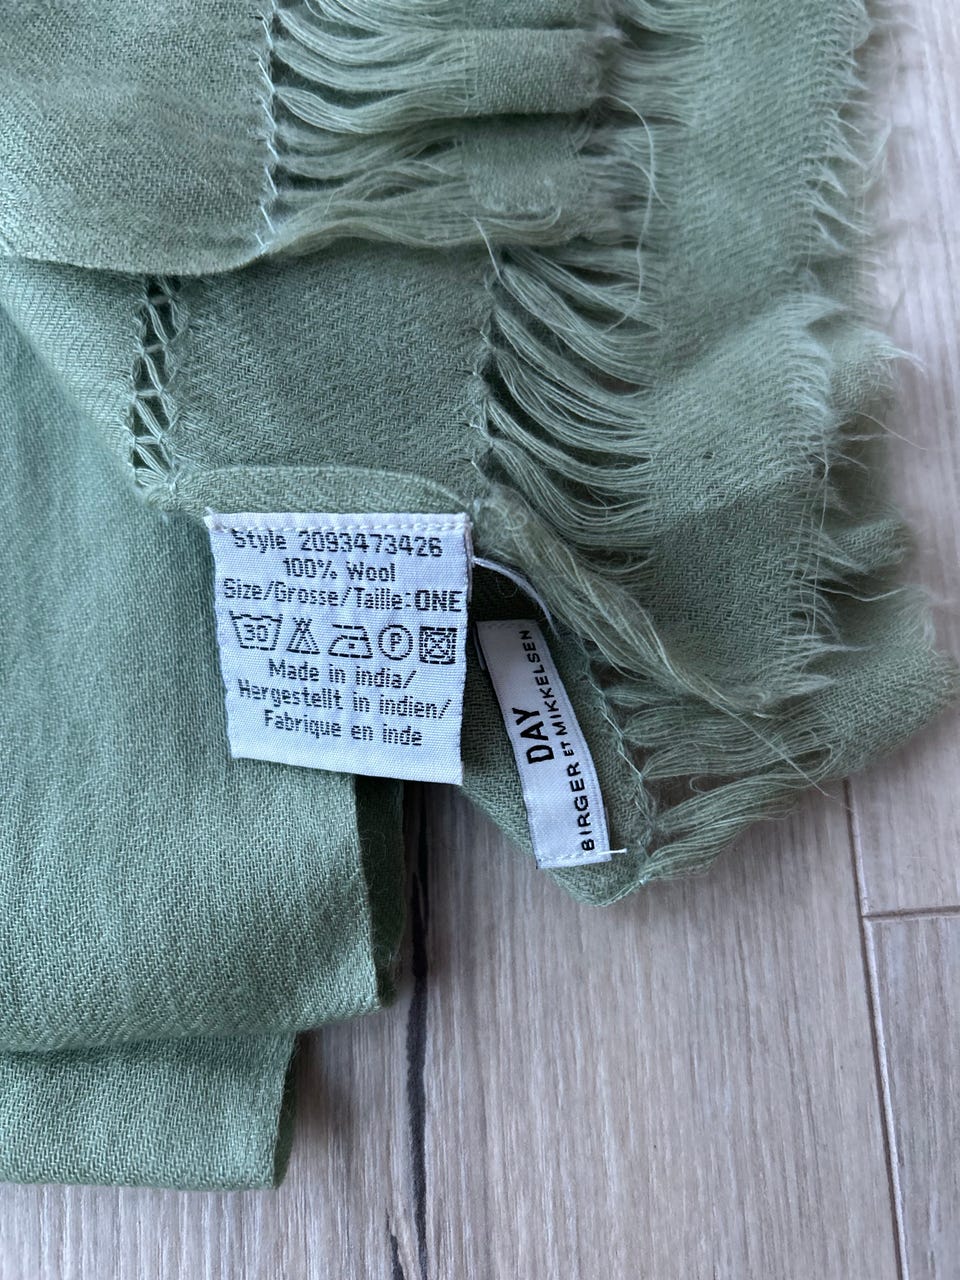 Style 2093473426
100% Wool
Size/Grosse/Taille:ONE
30 P
Made in india/
Hergestellt in indien/
Fabrique en inde
DAY
BIRGER ET MIKKELSEN